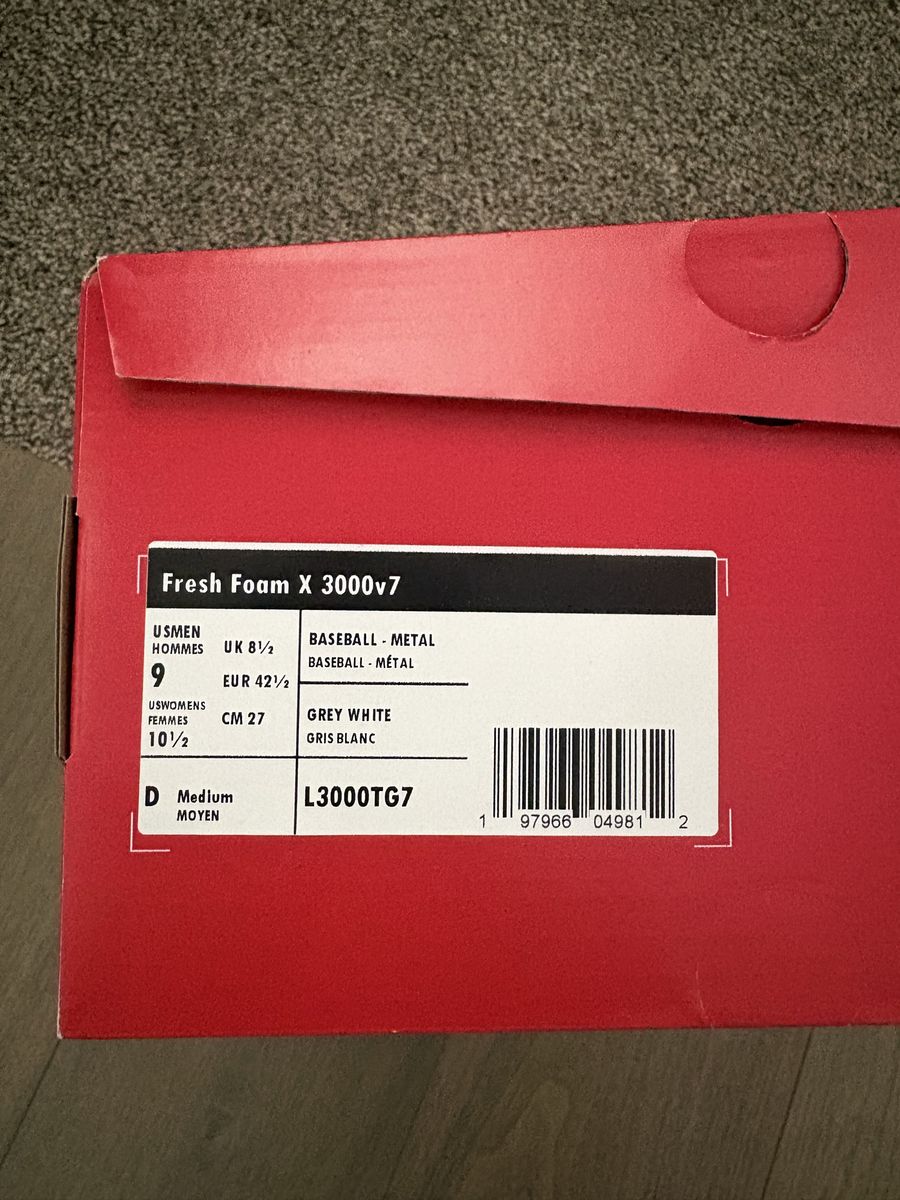 Fresh Foam X 3000v7
USMEN
HOMMES
9
UK 8½
EUR 42½
USWOMENS
FEMMES
10½
CM 27
D Medium
MOYEN
BASEBALL - METAL
BASEBALL - MÉTAL
GREY WHITE
GRIS BLANC
L3000TG7
1 97966 04981 2